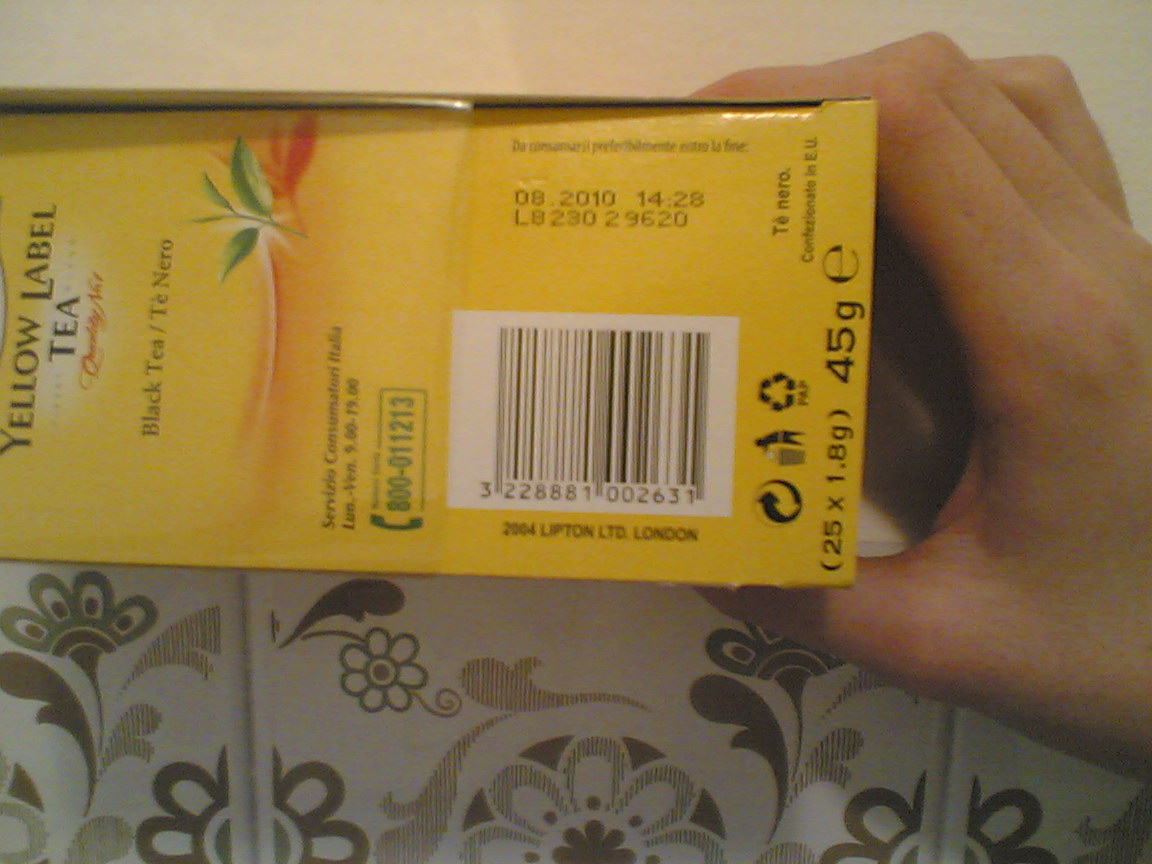 YELLOW LABEL
TEA
Quality No1
Black Tea / Tè Nero
Servizio Consumatori Italia
Lun.-Ven. 9.00-19.00
800-011213
Da consumarsi preferibilmente entro la fine:
08.2010 14:28
L8230 29620
3 228881 002631
2004 LIPTON LTD. LONDON
Tè nero.
Confezionato in E.U.
PAP
(25 x 1.8g) 45g e